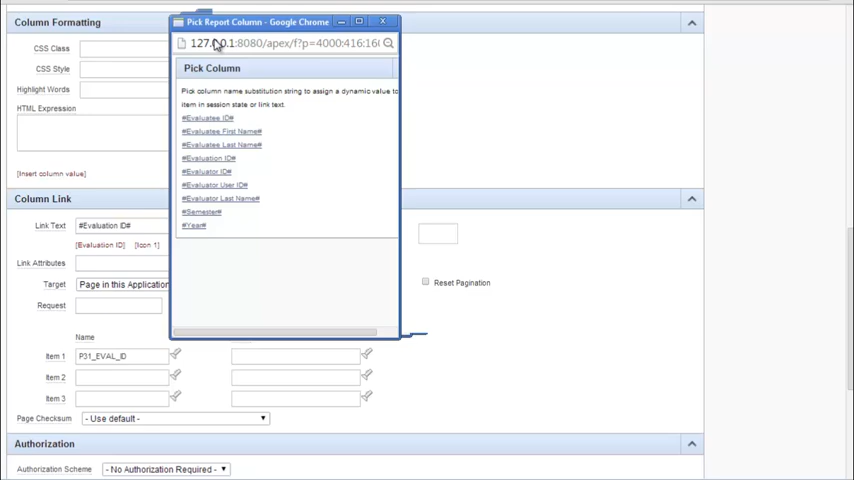 Column Formatting
CSS Class
CSS Style
Highlight Words
HTML Expression
[Insert column value]
Pick Report Column - Google Chrome
:8080/apex/f?p=4000:416:160
Pick Column
Pick column name substitution string to assign a dynamic value to
item in session state or link text.
#Evaluatee ID#
#Evaluatee First Name#
#Evaluatee Last Name#
#Evaluation ID#
#Evaluator ID#
#Evaluator User ID#
#Evaluator Last Name#
#Semester#
#Year#
Column Link
Link Text #Evaluation ID#
[Evaluation ID] [Icon 1]
Link Attributes
Target Page in this Application
Reset Pagination
Request
Name
Item 1 P31_EVAL_ID
Item 2
Item 3
Page Checksum - Use default -
Authorization
Authorization Scheme - No Authorization Required -